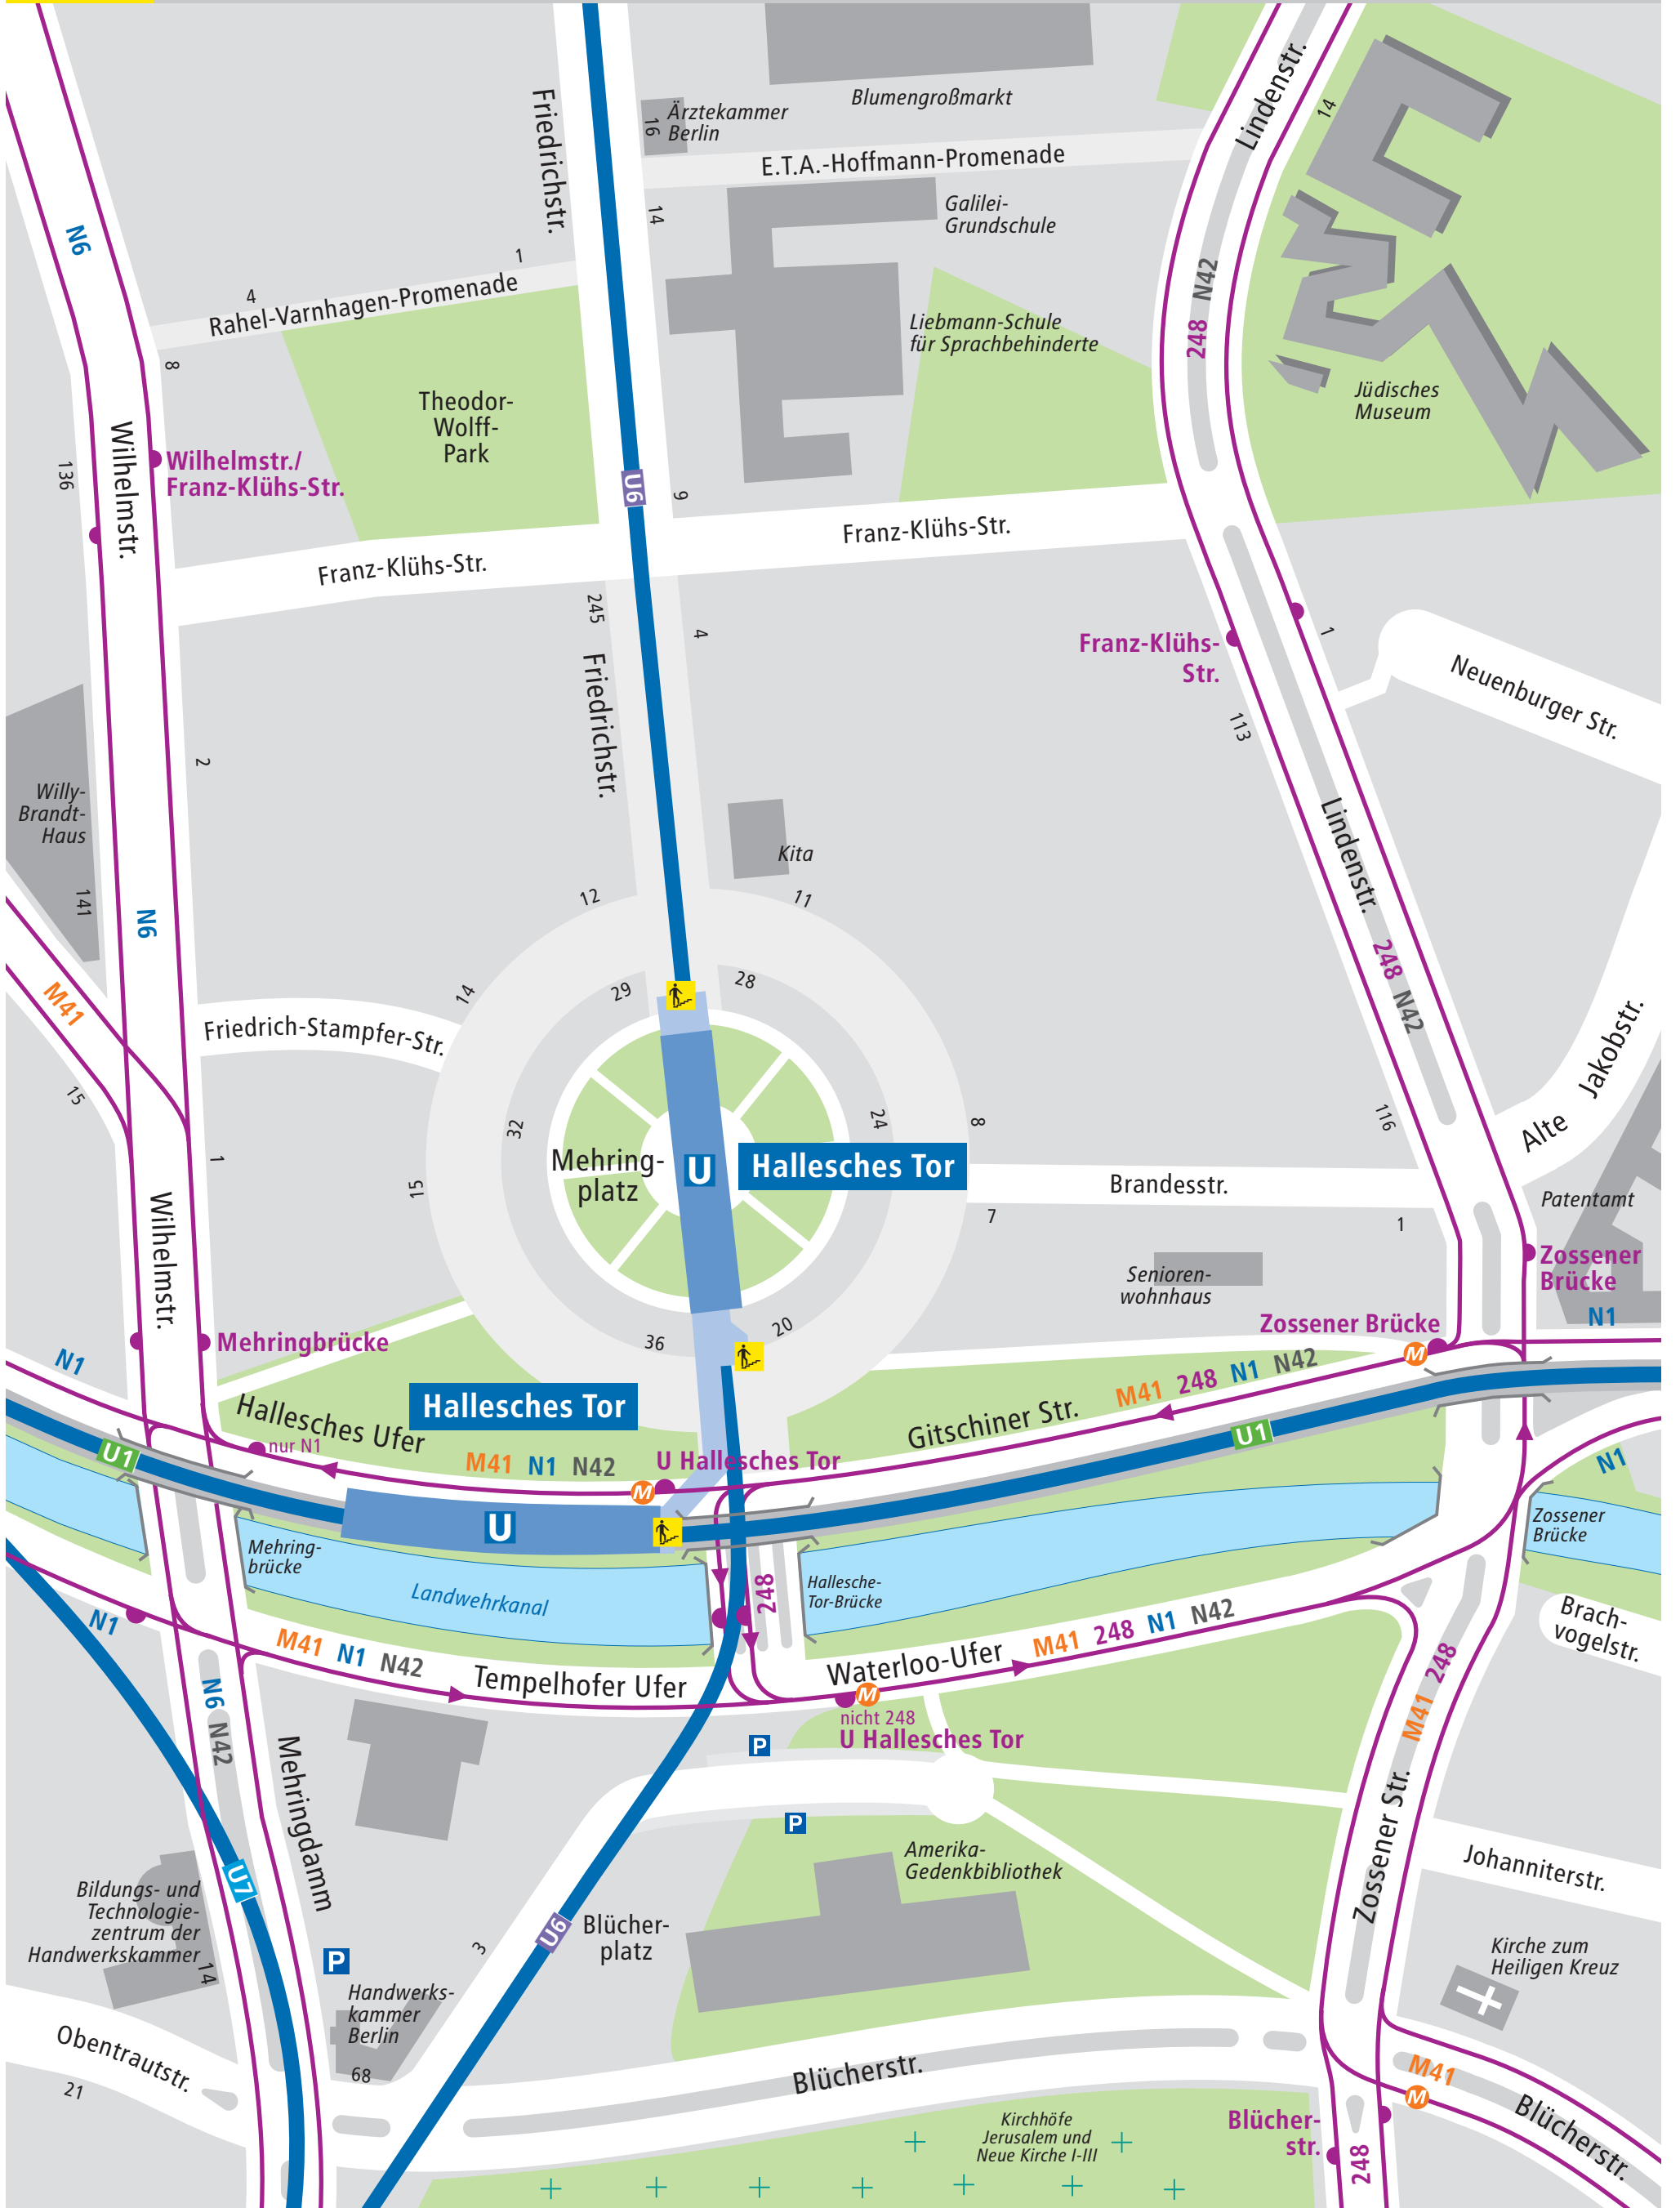 Lindenstr.
14
Blumengroßmarkt
Friedrichstr.
16
Ärztekammer
Berlin
E.T.A.-Hoffmann-Promenade
14
Galilei-
Grundschule
N6
1
4
Rahel-Varnhagen-Promenade
8
248 N42
Liebmann-Schule
für Sprachbehinderte
Jüdisches
Museum
Theodor-
Wolff-
Park
136
Wilhelmstr.
Wilhelmstr./
Franz-Klühs-Str.
U6
9
Franz-Klühs-Str.
Franz-Klühs-Str.
245
4
Friedrichstr.
Franz-Klühs-
Str.
1
Neuenburger Str.
113
2
Willy-
Brandt-
Haus
141
N6
Kita
Lindenstr.
248 N42
12
11
14
29
28
M41
Friedrich-Stampfer-Str.
15
Alte Jakobstr.
116
32
24
8
1
15
Mehring-
platz
U
Hallesches Tor
Brandesstr.
7
1
Patentamt
Wilhelmstr.
Zossener
Brücke
Senioren-
wohnhaus
N1
Zossener Brücke
M
20
36
Mehringbrücke
N1
Hallesches Tor
M41 248 N1 N42
Hallesches Ufer
nur N1
Gitschiner Str.
U1
U1
M41 N1 N42
U Hallesches Tor
M
N1
U
Mehring-
brücke
Landwehrkanal
248
Hallesche-
Tor-Brücke
Zossener
Brücke
N1
M41 N1 N42
Tempelhofer Ufer
Waterloo-Ufer
M41 248 N1 N42
Brach-
vogelstr.
M
nicht 248
U Hallesches Tor
N6 N42
M41 248
P
P
Mehringdamm
Zossener Str.
Amerika-
Gedenkbibliothek
Johanniterstr.
U7
Bildungs- und
Technologie-
zentrum der
Handwerkskammer
14
U6
Blücher-
platz
3
P
Kirche zum
Heiligen Kreuz
Handwerks-
kammer
Berlin
68
Obentrautstr.
21
Blücherstr.
M41
M
Blücherstr.
Kirchhöfe
Jerusalem und
Neue Kirche I-III
Blücher-
str.
248